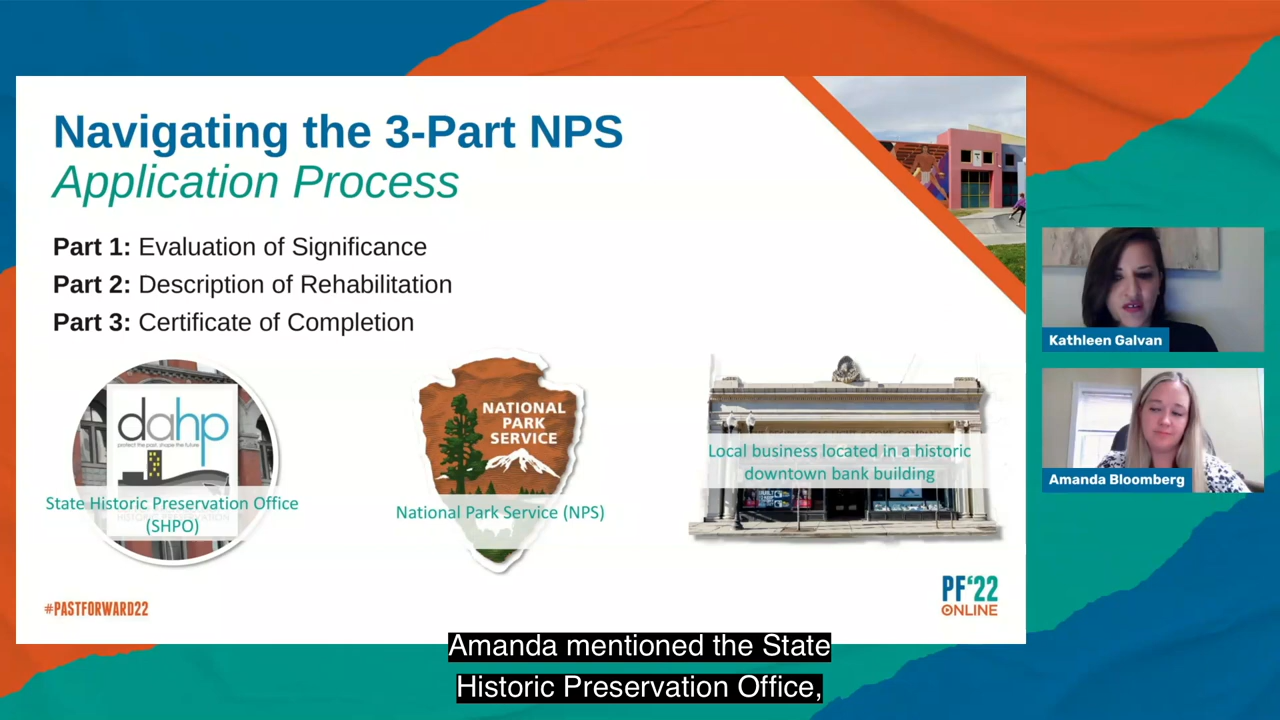 Navigating the 3-Part NPS
Application Process
Part 1: Evaluation of Significance
Part 2: Description of Rehabilitation
Part 3: Certificate of Completion
dahp
protect the past, shape the future
State Historic Preservation Office
(SHPO)
NATIONAL
PARK
SERVICE
National Park Service (NPS)
Local business located in a historic
downtown bank building
#PASTFORWARD22
PF‘22
ONLINE
Kathleen Galvan
Amanda Bloomberg
Amanda mentioned the State
Historic Preservation Office,